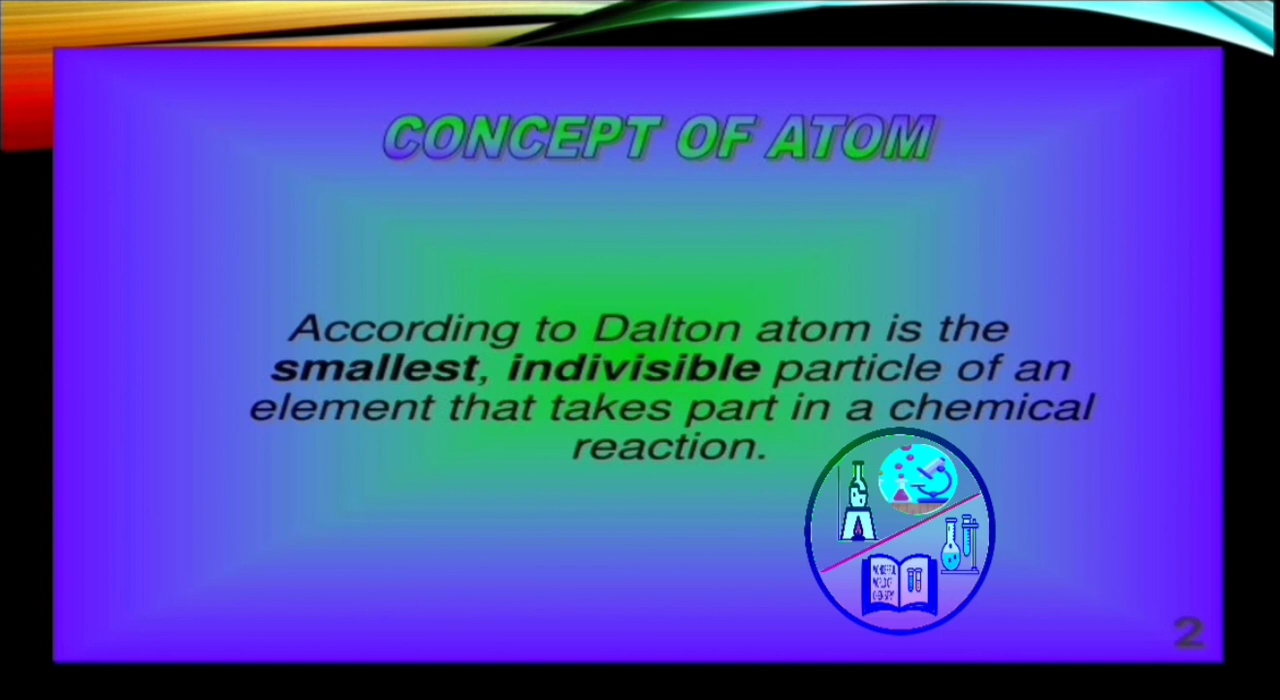 CONCEPT OF ATOM
According to Dalton atom is the
smallest, indivisible particle of an
element that takes part in a chemical
reaction.
2